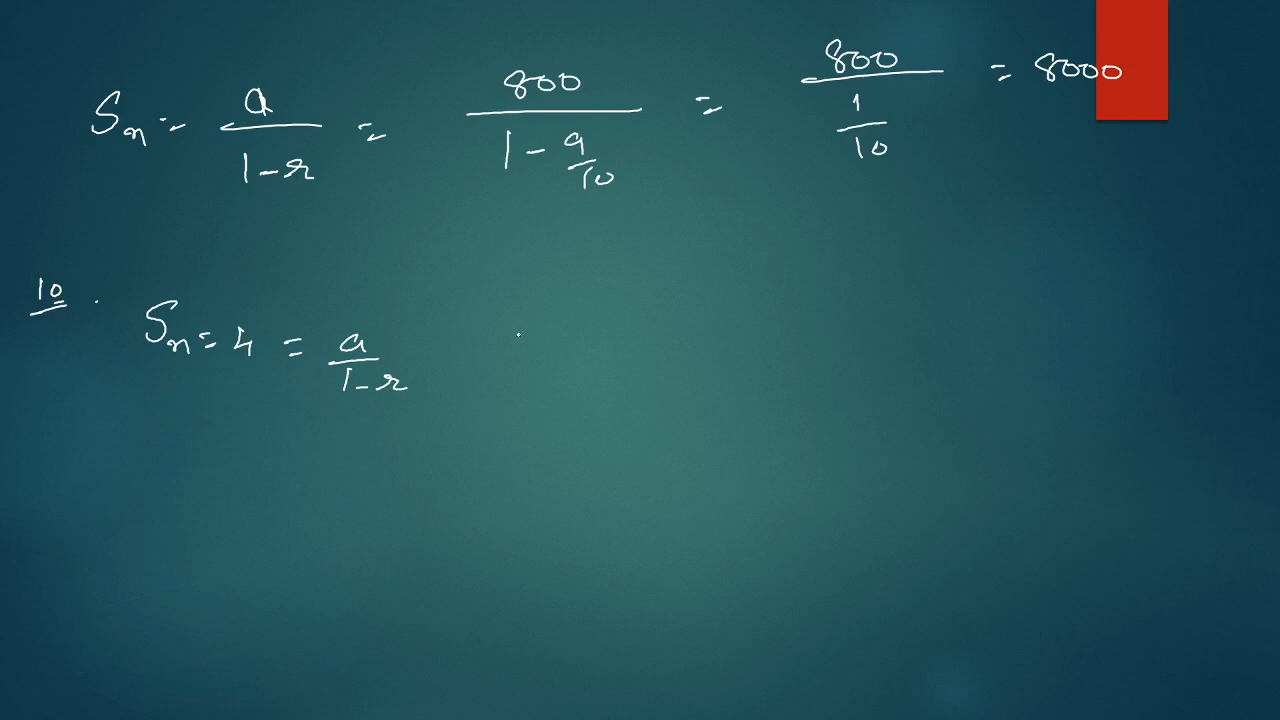 Sn = a/(1-r) = 800/(1 - 9/10) = 800/(1/10) = 8000
10.
Sn = 4 = a/(1-r)